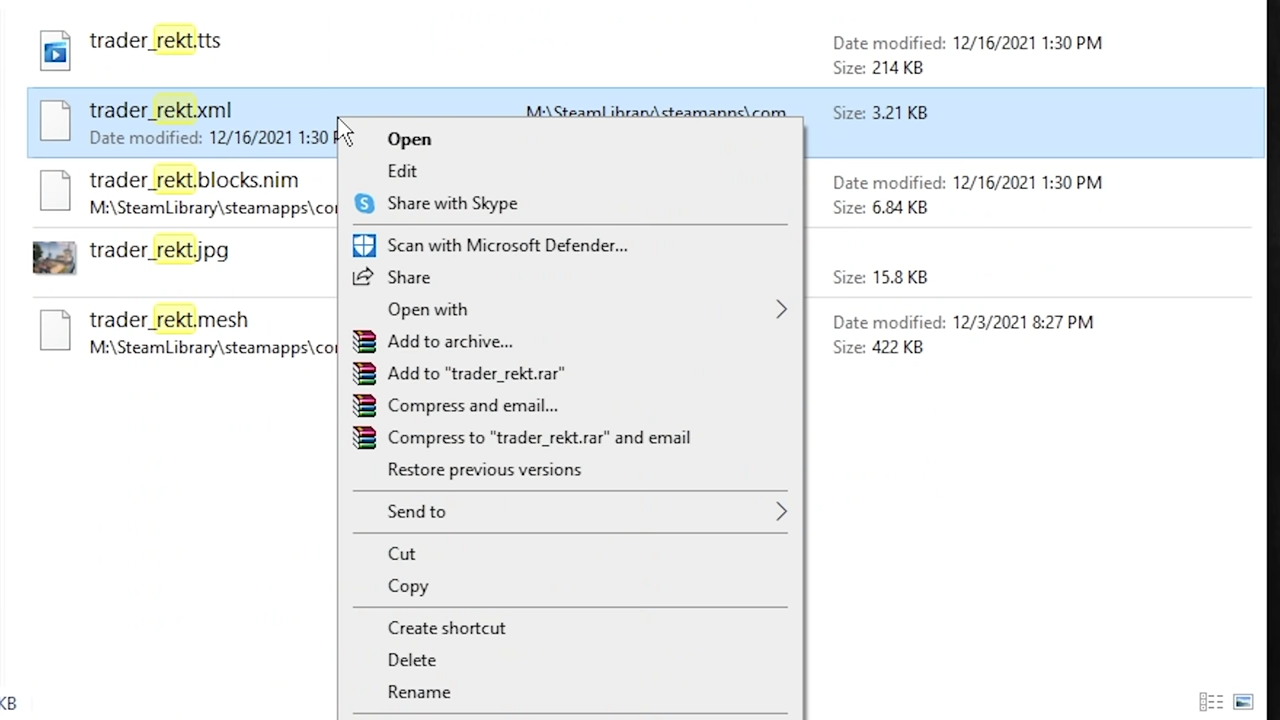 trader_rekt.tts
Date modified: 12/16/2021 1:30 PM
Size: 214 KB
trader_rekt.xml
M:\SteamLibrary\steamapps\com
Size: 3.21 KB
Date modified: 12/16/2021 1:30
trader_rekt.blocks.nim
Date modified: 12/16/2021 1:30 PM
M:\SteamLibrary\steamapps\co
Size: 6.84 KB
trader_rekt.jpg
Size: 15.8 KB
trader_rekt.mesh
Date modified: 12/3/2021 8:27 PM
M:\SteamLibrary\steamapps\co
Size: 422 KB
Open
Edit
Share with Skype
Scan with Microsoft Defender...
Share
Open with
Add to archive...
Add to "trader_rekt.rar"
Compress and email...
Compress to "trader_rekt.rar" and email
Restore previous versions
Send to
Cut
Copy
Create shortcut
Delete
Rename
KB